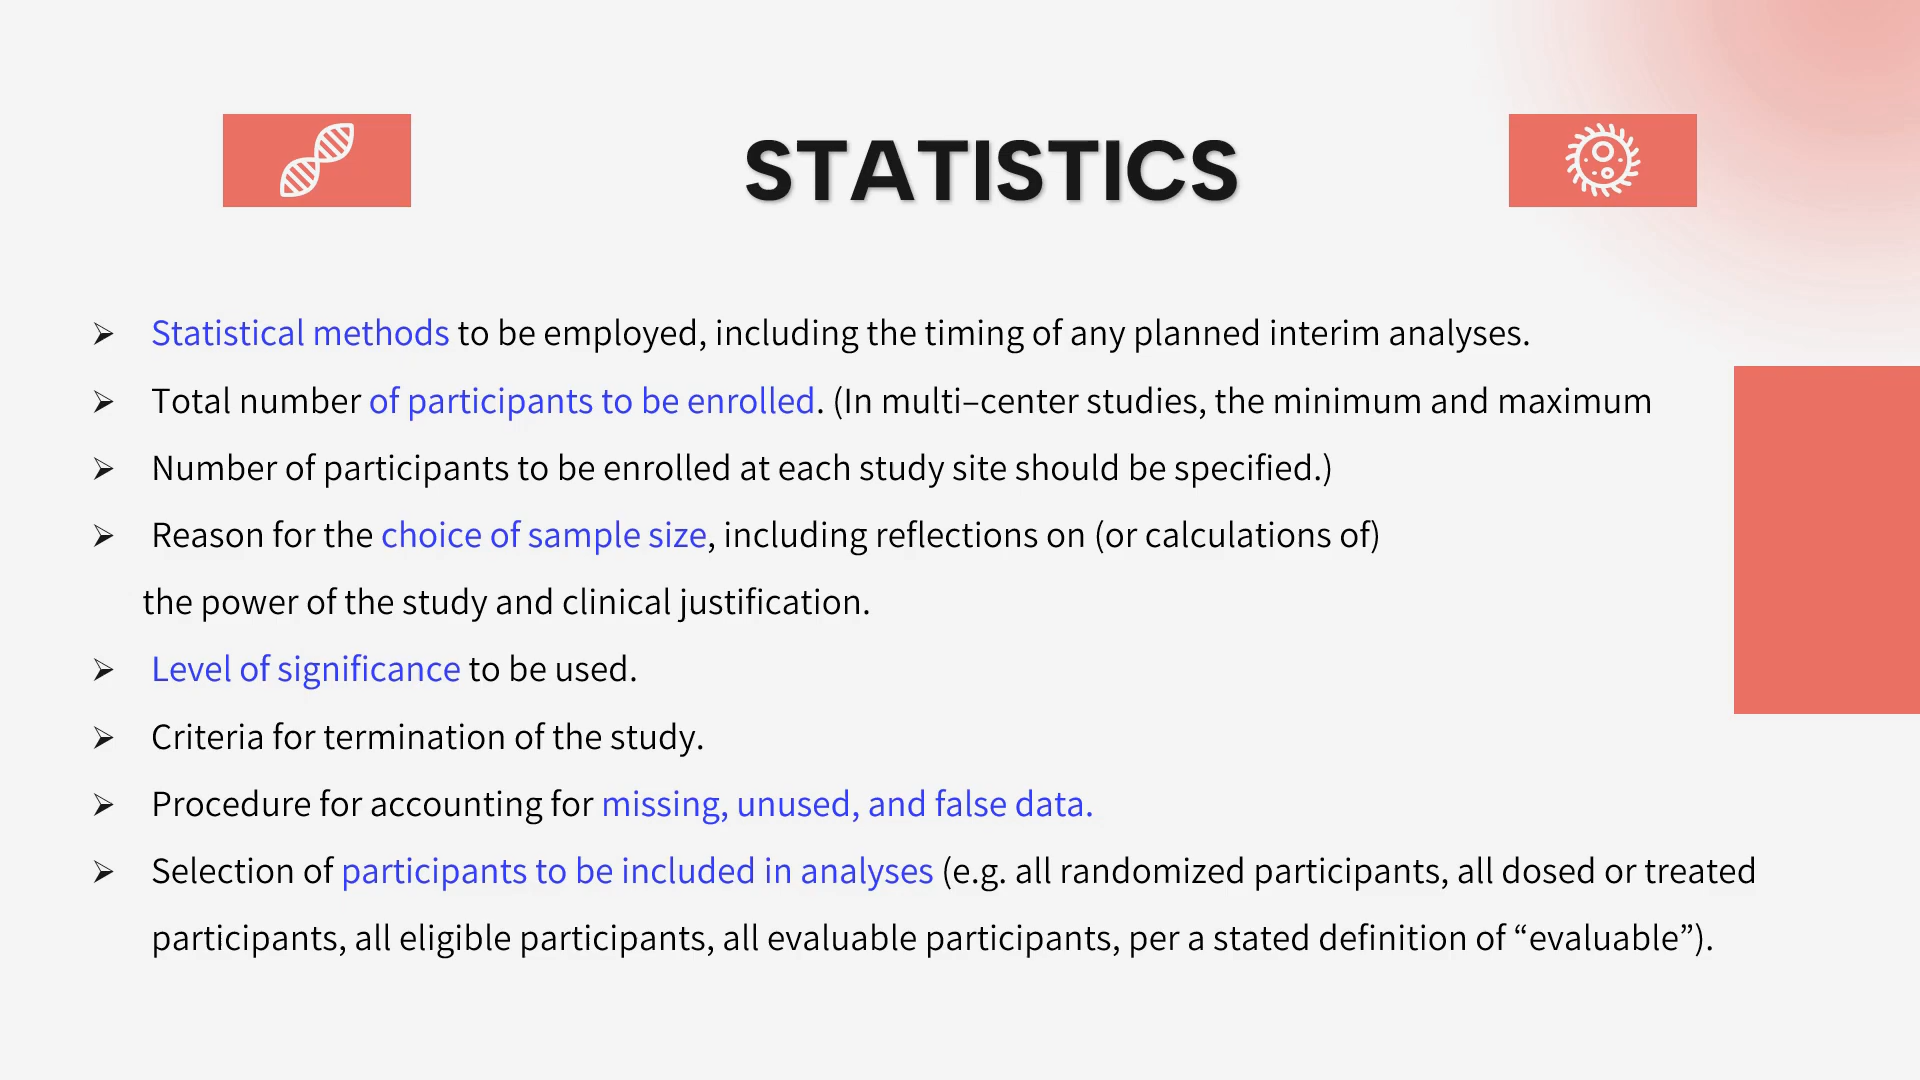 STATISTICS
➢ Statistical methods to be employed, including the timing of any planned interim analyses.
➢ Total number of participants to be enrolled. (In multi–center studies, the minimum and maximum
➢ Number of participants to be enrolled at each study site should be specified.)
➢ Reason for the choice of sample size, including reflections on (or calculations of)
the power of the study and clinical justification.
➢ Level of significance to be used.
➢ Criteria for termination of the study.
➢ Procedure for accounting for missing, unused, and false data.
➢ Selection of participants to be included in analyses (e.g. all randomized participants, all dosed or treated
participants, all eligible participants, all evaluable participants, per a stated definition of “evaluable”).